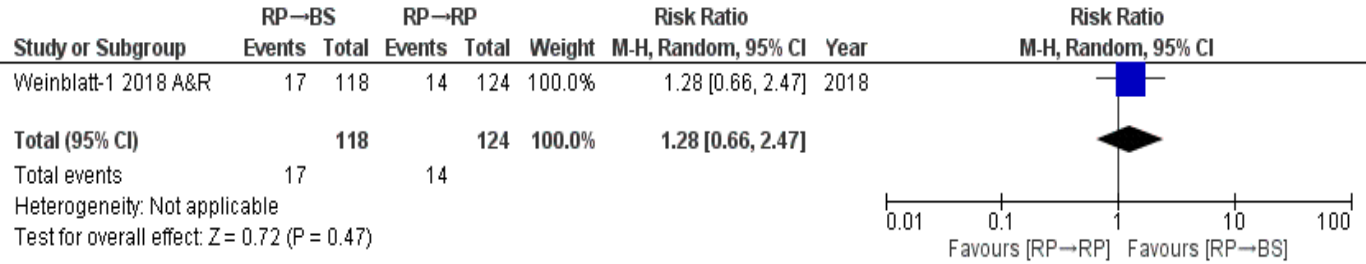 RP→BS RP→RP Risk Ratio Risk Ratio
Study or Subgroup Events Total Events Total Weight M-H, Random, 95% CI Year M-H, Random, 95% CI
Weinblatt-1 2018 A&R 17 118 14 124 100.0% 1.28 [0.66, 2.47] 2018
Total (95% CI) 118 124 100.0% 1.28 [0.66, 2.47]
Total events 17 14
Heterogeneity: Not applicable
Test for overall effect: Z = 0.72 (P = 0.47)
0.01 0.1 1 10 100
Favours [RP→RP] Favours [RP→BS]